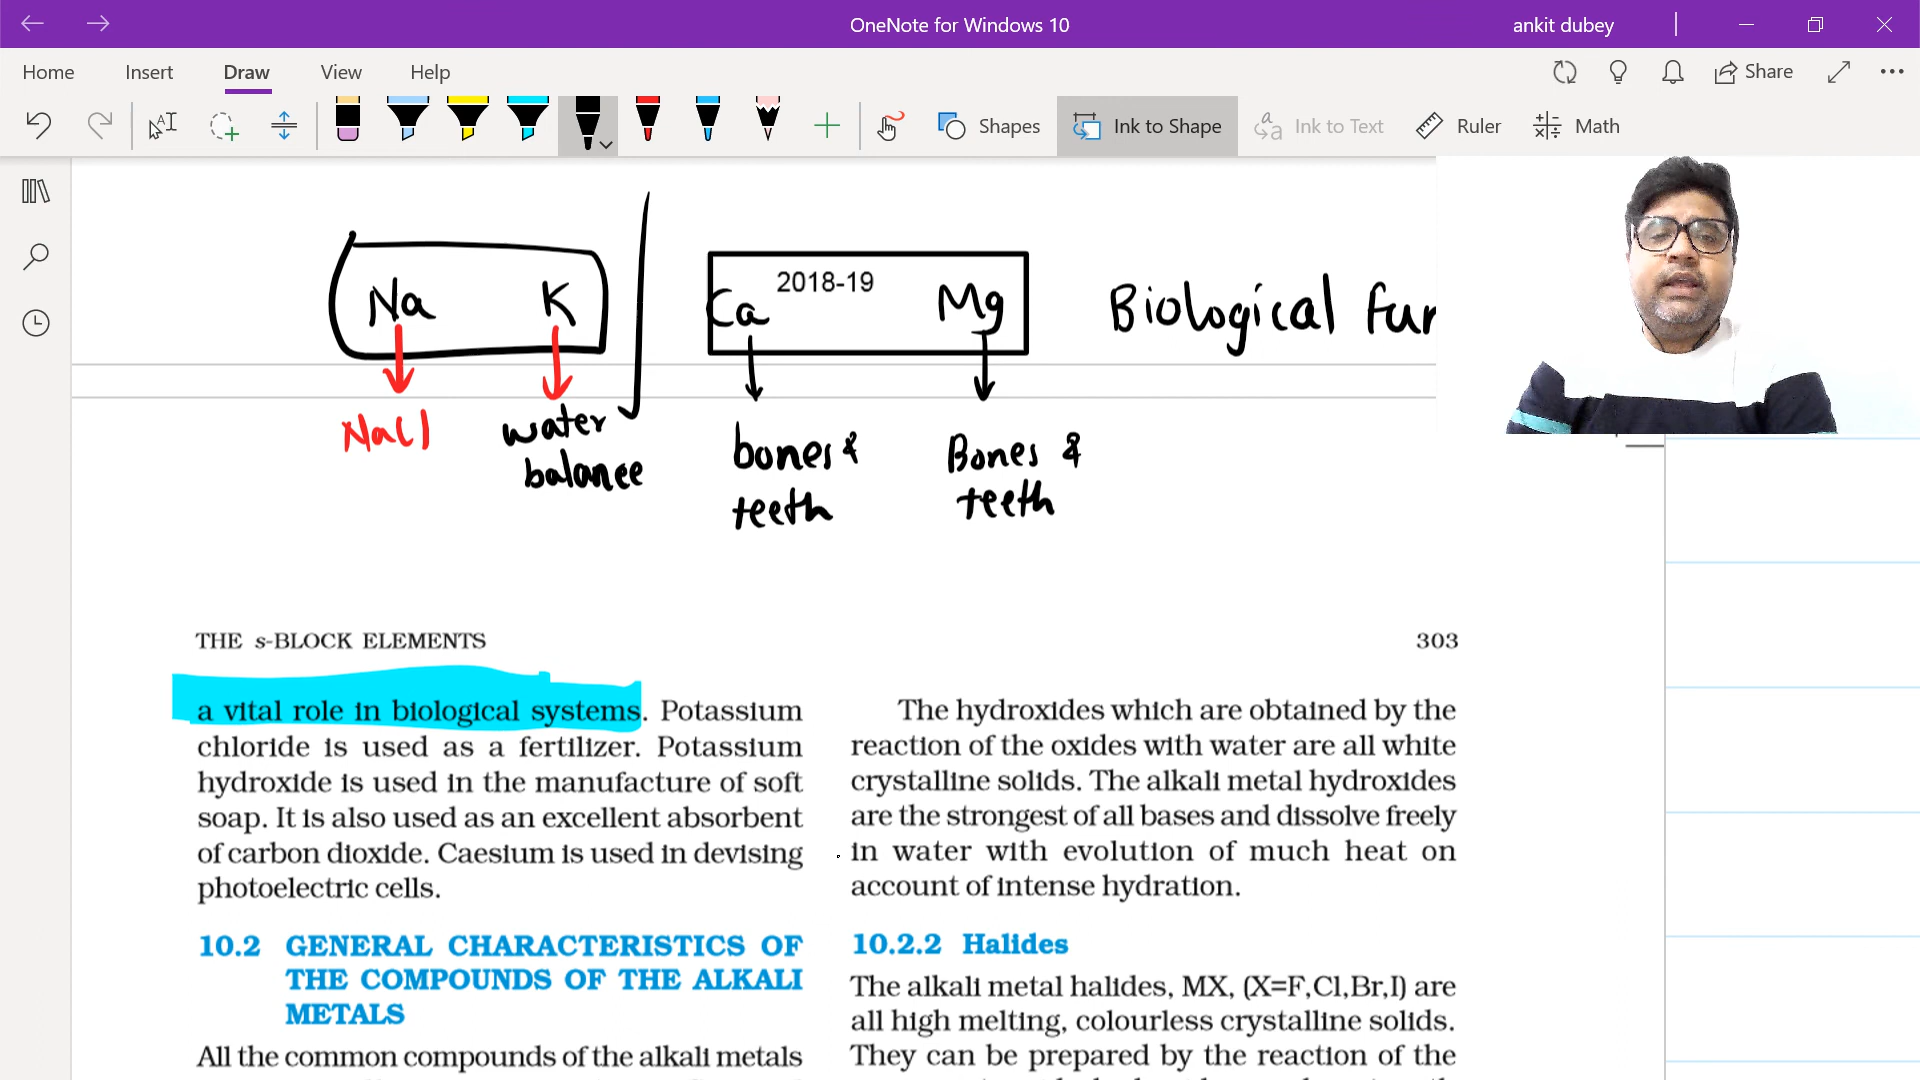 OneNote for Windows 10
ankit dubey
Home Insert Draw View Help
Share
Shapes Ink to Shape Ink to Text Ruler Math
Na K
Ca 2018-19 Mg
Biological Fun
NaCl
water
balance
bones &
teeth
Bones &
teeth
THE s-BLOCK ELEMENTS 303
a vital role in biological systems. Potassium
chloride is used as a fertilizer. Potassium
hydroxide is used in the manufacture of soft
soap. It is also used as an excellent absorbent
of carbon dioxide. Caesium is used in devising
photoelectric cells.
10.2 GENERAL CHARACTERISTICS OF
THE COMPOUNDS OF THE ALKALI
METALS
All the common compounds of the alkali metals
The hydroxides which are obtained by the
reaction of the oxides with water are all white
crystalline solids. The alkali metal hydroxides
are the strongest of all bases and dissolve freely
in water with evolution of much heat on
account of intense hydration.
10.2.2 Halides
The alkali metal halides, MX, (X=F,Cl,Br,I) are
all high melting, colourless crystalline solids.
They can be prepared by the reaction of the